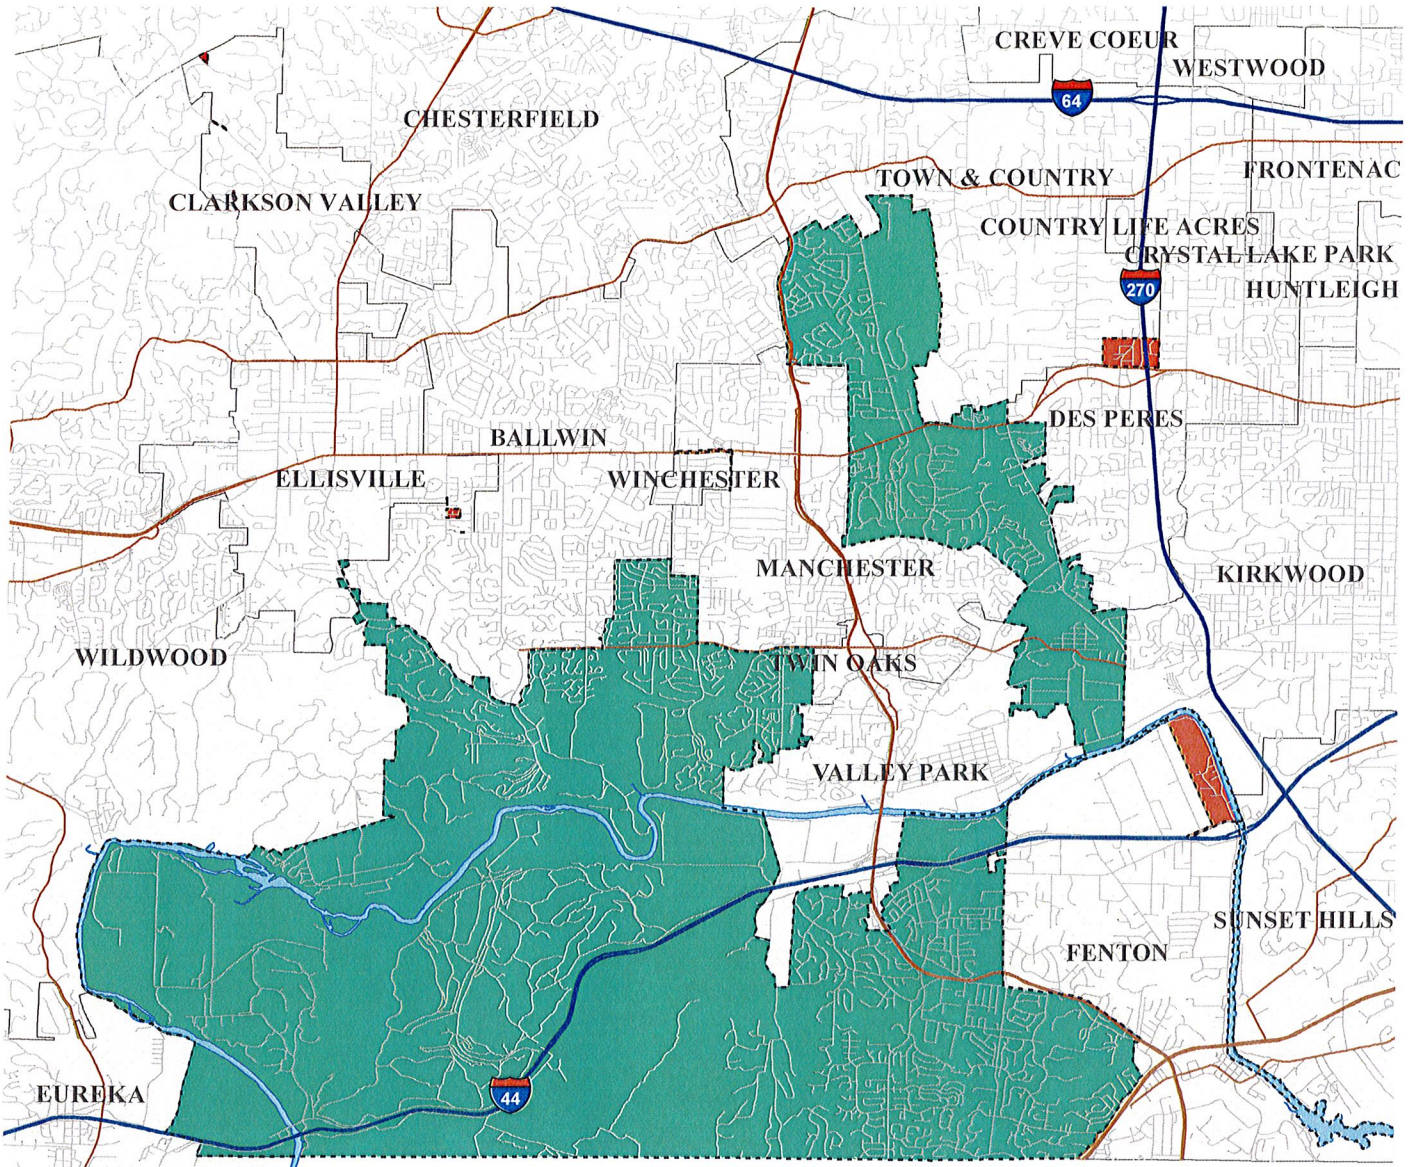 CREVE COEUR
WESTWOOD
64
CHESTERFIELD
FRONTENAC
TOWN & COUNTRY
CLARKSON VALLEY
COUNTRY LIFE ACRES
CRYSTAL LAKE PARK
270
HUNTLEIGH
DES PERES
BALLWIN
ELLISVILLE
WINCHESTER
MANCHESTER
KIRKWOOD
WILDWOOD
TWIN OAKS
VALLEY PARK
SUNSET HILLS
FENTON
EUREKA
44